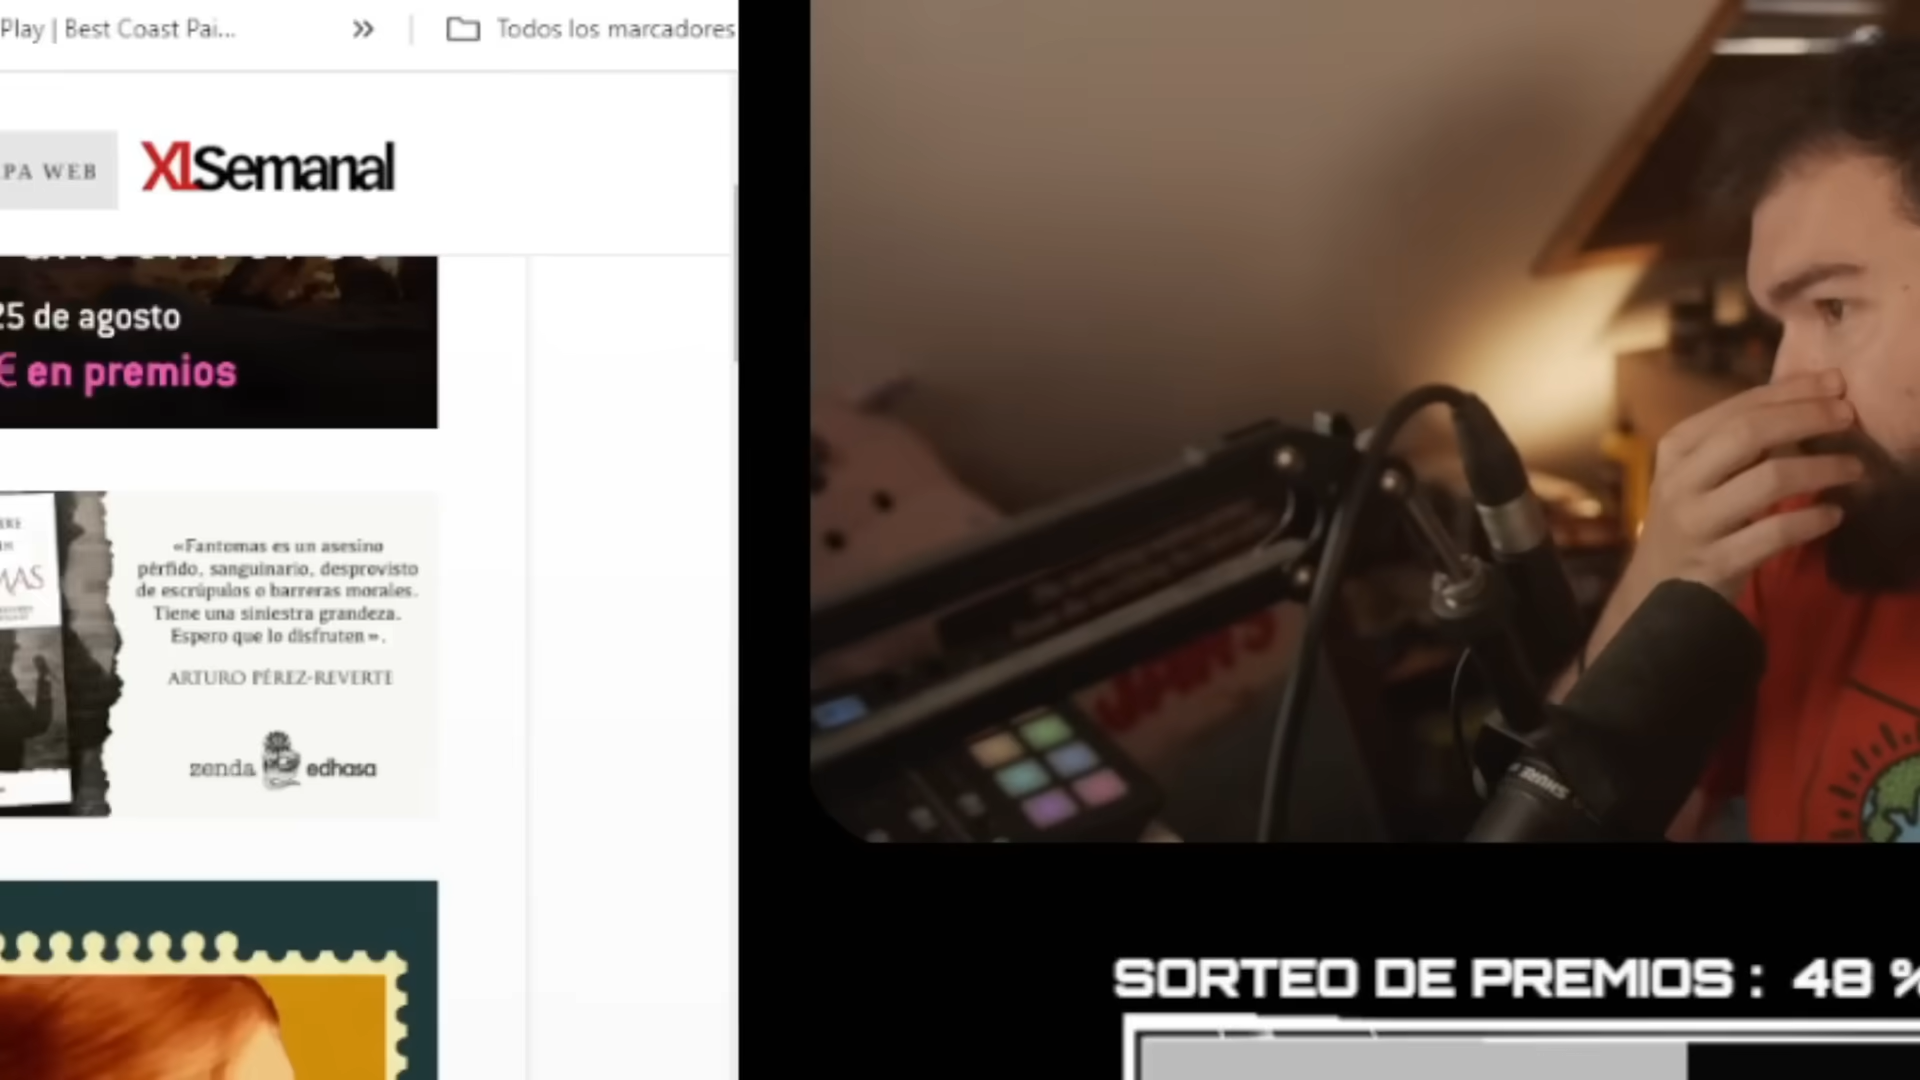 Play | Best Coast Pai...
»
Todos los marcadores
PA WEB
XLSemanal
25 de agosto
€ en premios
«Fantomas es un asesino
pérfido, sanguinario, desprovisto
de escrúpulos o barreras morales.
Tiene una siniestra grandeza.
Espero que lo disfruten».
ARTURO PÉREZ-REVERTE
zenda edhasa
MAS
SHURE
SORTEO DE PREMIOS : 48 %